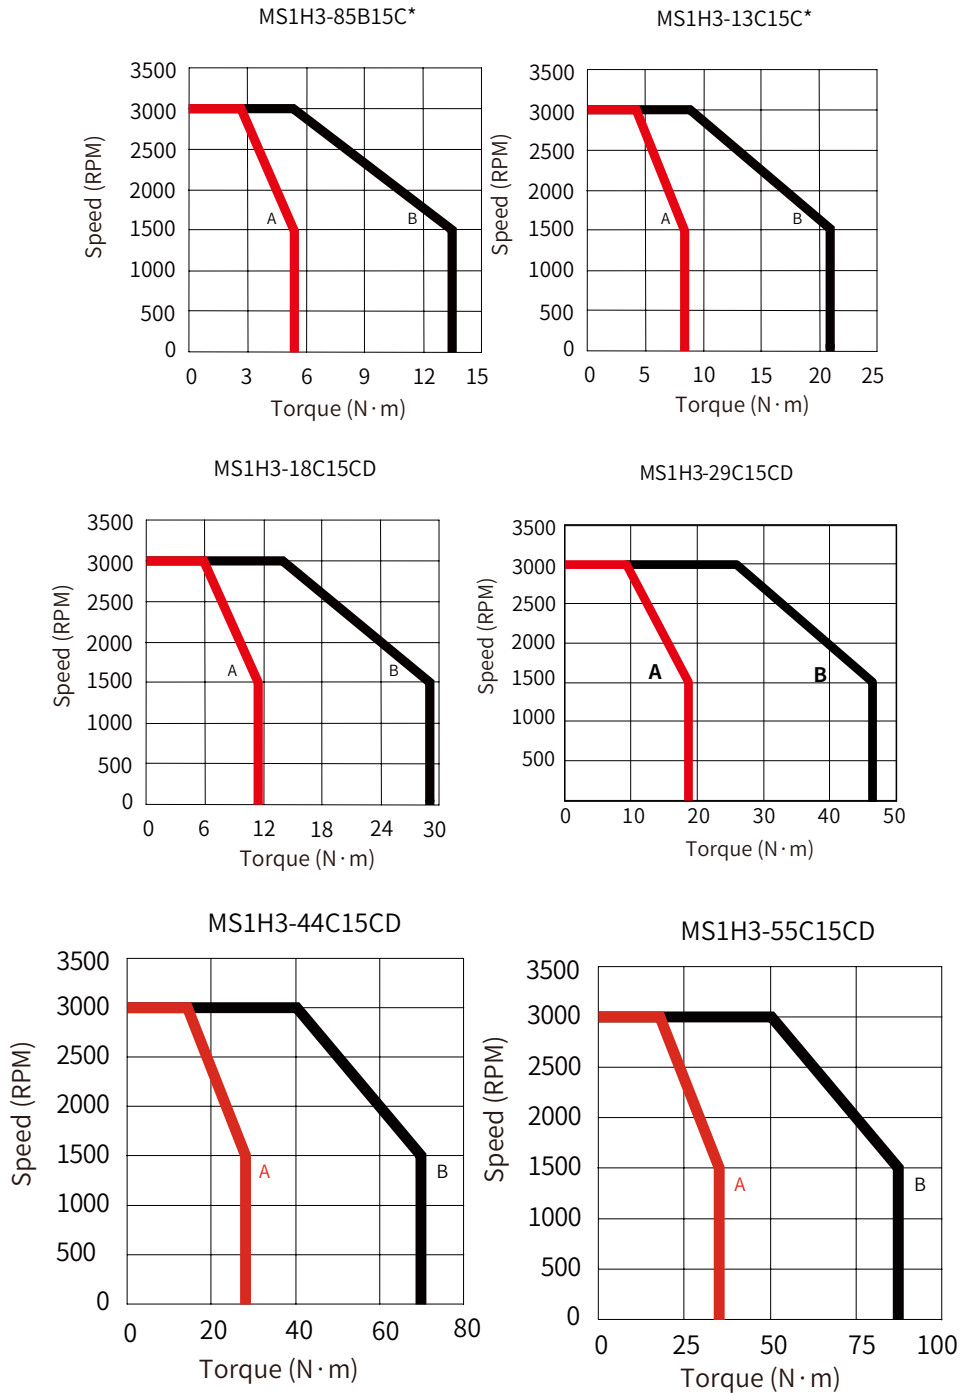 MS1H3-85B15C*
3500
3000
2500
2000
1500
1000
500
0
Speed (RPM)
A
B
0 3 6 9 12 15
Torque (N·m)
MS1H3-13C15C*
3500
3000
2500
2000
1500
1000
500
0
Speed (RPM)
A
B
0 5 10 15 20 25
Torque (N·m)
MS1H3-18C15CD
3500
3000
2500
2000
1500
1000
500
0
Speed (RPM)
A
B
0 6 12 18 24 30
Torque (N·m)
MS1H3-29C15CD
3500
3000
2500
2000
1500
1000
500
Speed (RPM)
A
B
0 10 20 30 40 50
Torque (N·m)
MS1H3-44C15CD
3500
3000
2500
2000
1500
1000
500
0
Speed (RPM)
A
B
0 20 40 60 80
Torque (N·m)
MS1H3-55C15CD
3500
3000
2500
2000
1500
1000
500
0
Speed (RPM)
A
B
0 25 50 75 100
Torque (N·m)